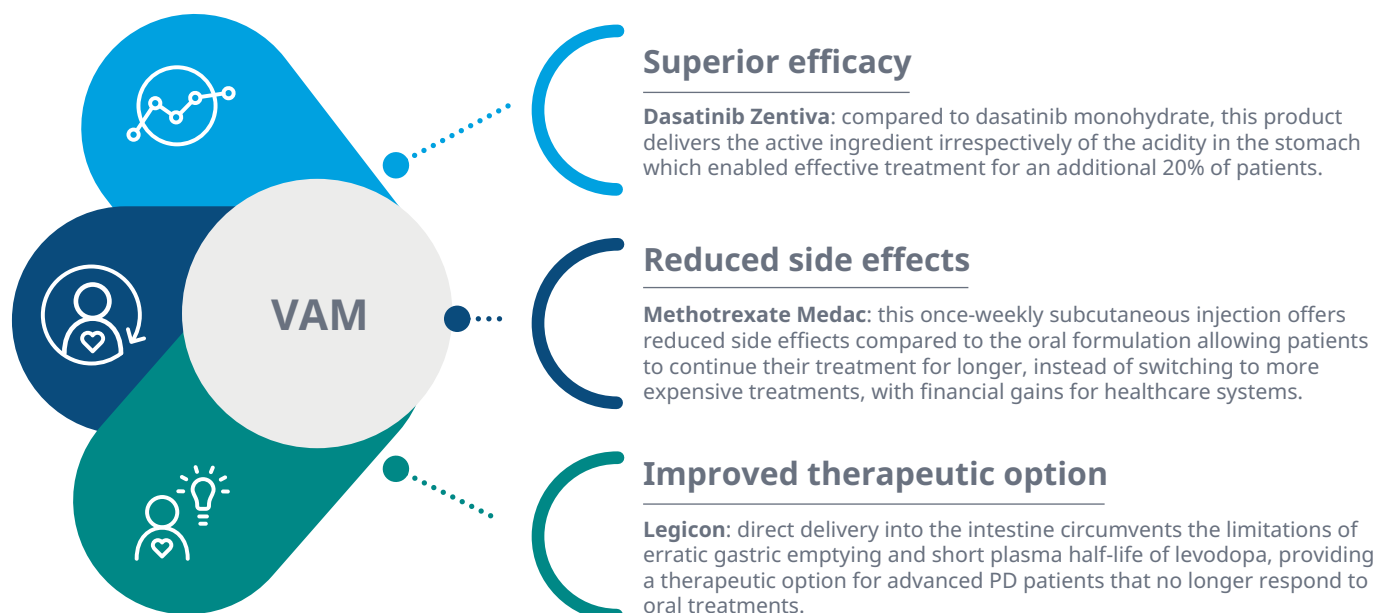 VAM
Superior efficacy
Dasatinib Zentiva: compared to dasatinib monohydrate, this product
delivers the active ingredient irrespectively of the acidity in the stomach
which enabled effective treatment for an additional 20% of patients.
Reduced side effects
Methotrexate Medac: this once-weekly subcutaneous injection offers
reduced side effiects compared to the oral formulation allowing patients
to continue their treatment for longer, instead of switching to more
expensive treatments, with financial gains for healthcare systems.
Improved therapeutic option
Legicon: direct delivery into the intestine circumvents the limitations of
erratic gastric emptying and short plasma half-life of levodopa, providing
a therapeutic option for advanced PD patients that no longer respond to
oral treatments.